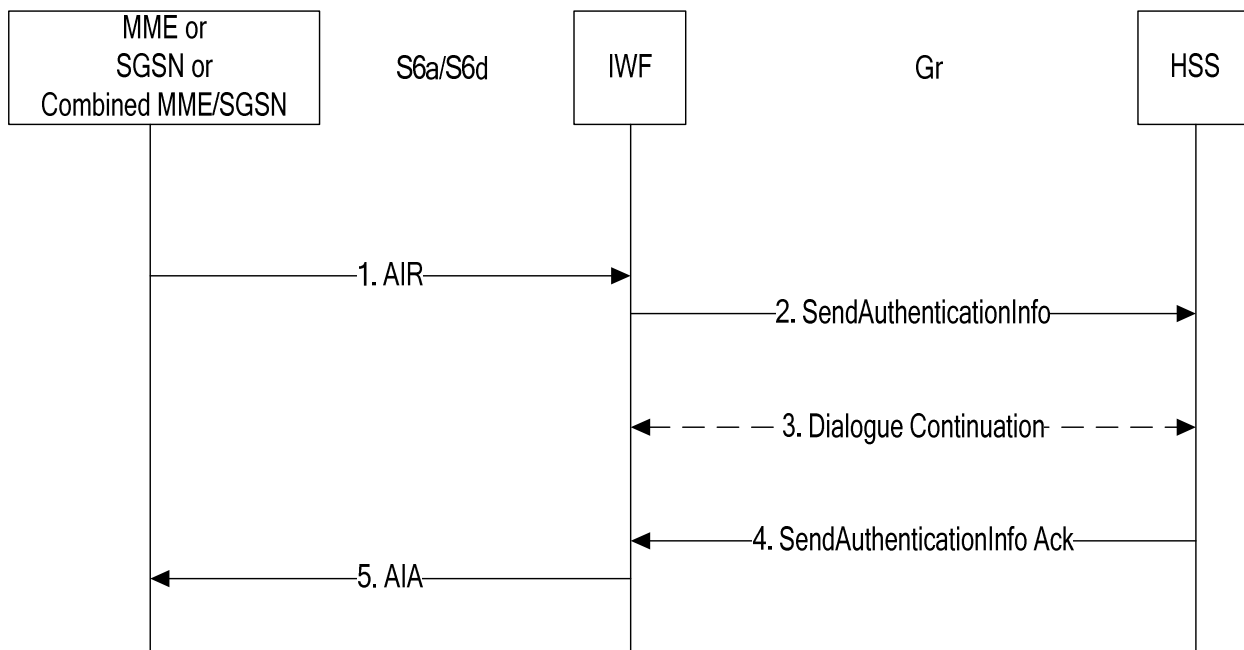 MME or
SGSN or
Combined MME/SGSN
S6a/S6d
IWF
Gr
HSS
1. AIR
2. SendAuthenticationInfo
3. Dialogue Continuation
4. SendAuthenticationInfo Ack
5. AIA